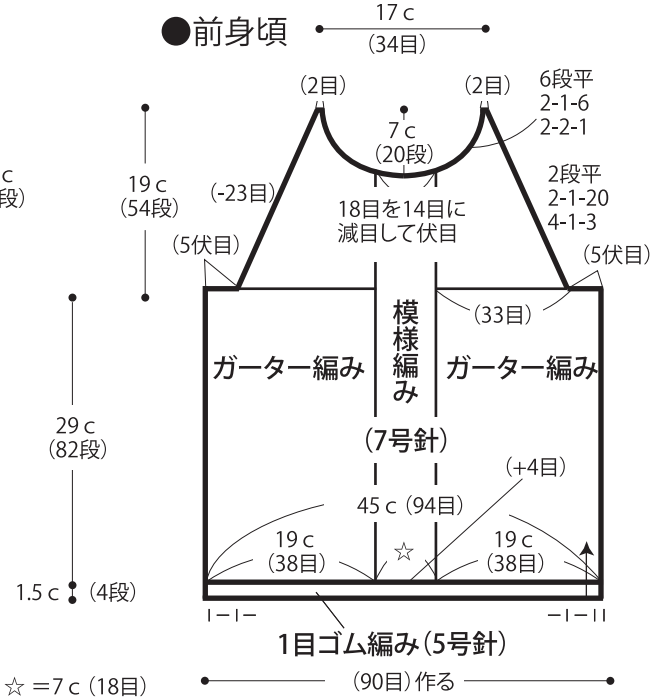 ●前身頃
17 c
(34目)
(2目)
(2目)
6段平
2-1-6
2-2-1
7 c
(20段)
c
段)
19 c
(54段)
(-23目)
2段平
2-1-20
4-1-3
18目を14目に
減目して伏目
(5伏目)
(5伏目)
(33目)
模様編み
ガーター編み
ガーター編み
(7号針)
29 c
(82段)
(+4目)
45 c (94目)
19 c
(38目)
☆
19 c
(38目)
1.5 c (4段)
1目ゴム編み(5号針)
☆ =7 c (18目)
(90目)作る